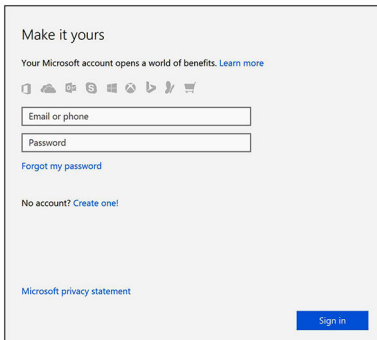 Make it yours
Your Microsoft account opens a world of benefits. Learn more
Email or phone
Password
Forgot my password
No account? Create one!
Microsoft privacy statement
Sign in